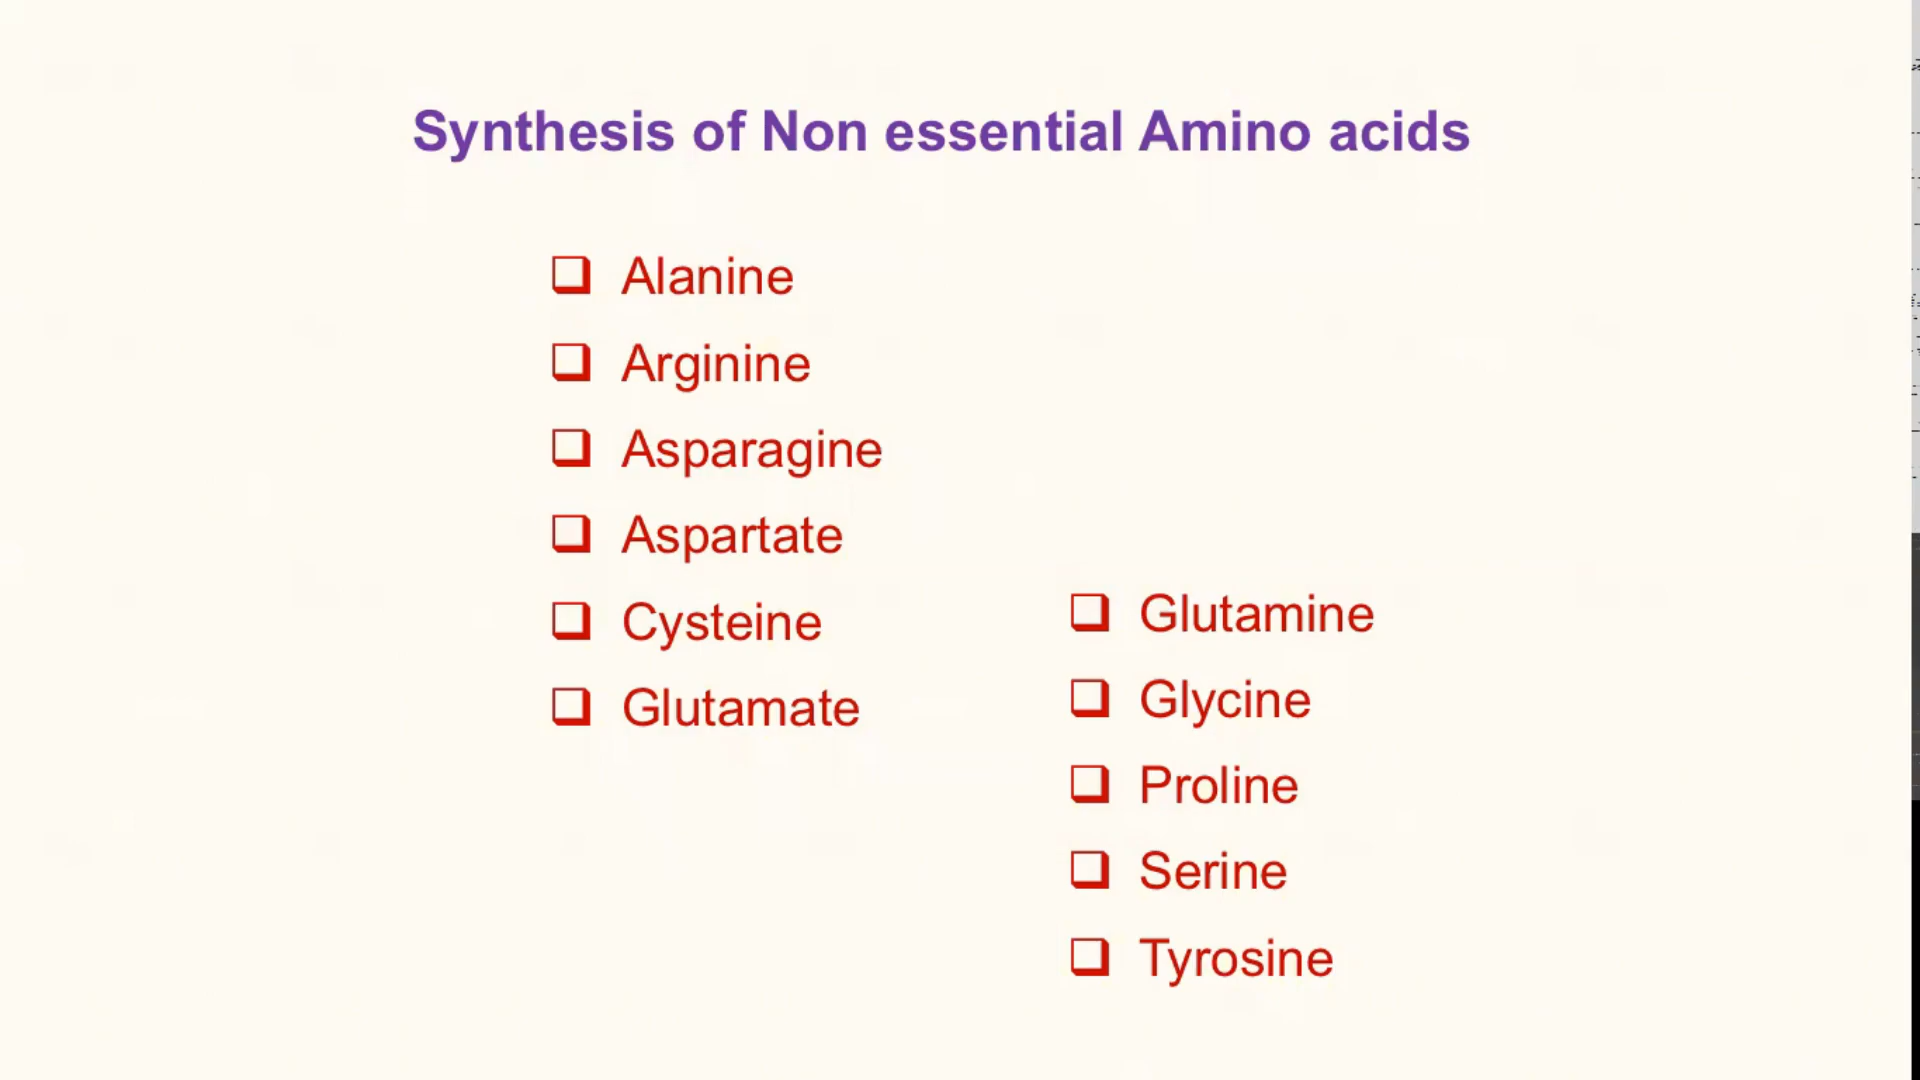 Synthesis of Non essential Amino acids
Alanine
Arginine
Asparagine
Aspartate
Cysteine
Glutamate
Glutamine
Glycine
Proline
Serine
Tyrosine